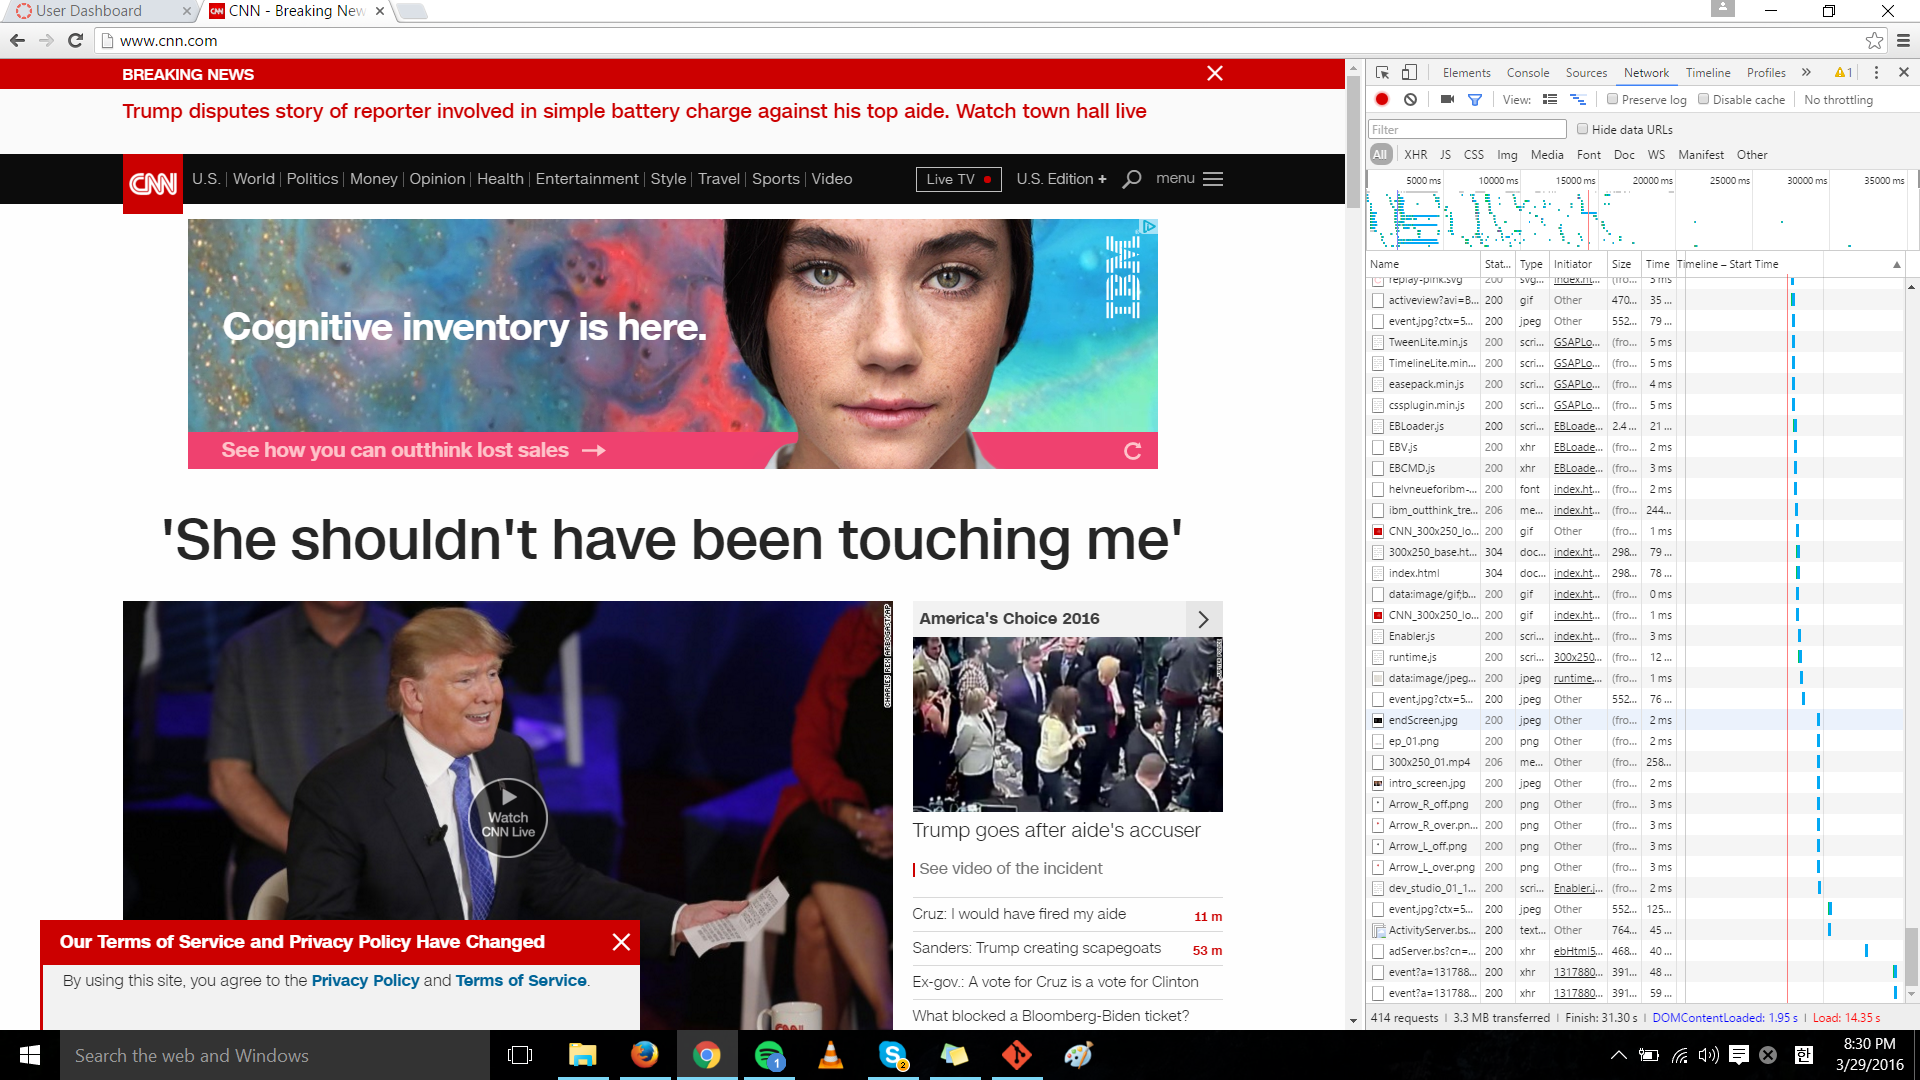 User Dashboard
CNN - Breaking New
www.cnn.com
BREAKING NEWS
Trump disputes story of reporter involved in simple battery charge against his top aide. Watch town hall live
CNN
U.S. World Politics Money Opinion Health Entertainment Style Travel Sports Video
Live TV
U.S. Edition +
menu
Cognitive inventory is here.
IBM
See how you can outthink lost sales →
'She shouldn't have been touching me'
CHARLES REX ARBOGAST/AP
Watch
CNN Live
America's Choice 2016
Trump goes after aide's accuser
See video of the incident
Cruz: I would have fired my aide 11 m
Sanders: Trump creating scapegoats 53 m
Ex-gov.: A vote for Cruz is a vote for Clinton
What blocked a Bloomberg-Biden ticket?
Our Terms of Service and Privacy Policy Have Changed
By using this site, you agree to the Privacy Policy and Terms of Service.
Elements Console Sources Network Timeline Profiles » 1
View: Preserve log Disable cache No throttling
Filter Hide data URLs
All XHR JS CSS Img Media Font Doc WS Manifest Other
5000 ms 10000 ms 15000 ms 20000 ms 25000 ms 30000 ms 35000 ms
Name Stat... Type Initiator Size Time Timeline – Start Time
replay-pink.svg 200 svg... index.ht... (fro... 3 ms
activeview?avi=B... 200 gif Other 470... 35 ...
event.jpg?ctx=5... 200 jpeg Other 552... 79 ...
TweenLite.min.js 200 scri... GSAPLo... (fro... 5 ms
TimelineLite.min... 200 scri... GSAPLo... (fro... 5 ms
easepack.min.js 200 scri... GSAPLo... (fro... 4 ms
cssplugin.min.js 200 scri... GSAPLo... (fro... 5 ms
EBLoader.js 200 scri... EBLoade... 2.4 ... 21 ...
EBV.js 200 xhr EBLoade... (fro... 2 ms
EBCMD.js 200 xhr EBLoade... (fro... 3 ms
helvneueforibm-... 200 font index.ht... (fro... 2 ms
ibm_outthink_tre... 206 me... index.ht... (fro... 244...
CNN_300x250_lo... 200 gif Other (fro... 1 ms
300x250_base.ht... 304 doc... index.ht... 298... 79 ...
index.html 304 doc... index.ht... 298... 78 ...
data:image/gif;b... 200 gif index.ht... (fro... 0 ms
CNN_300x250_lo... 200 gif index.ht... (fro... 1 ms
Enabler.js 200 scri... index.ht... (fro... 3 ms
runtime.js 200 scri... 300x250... (fro... 12 ...
data:image/jpeg... 200 jpeg runtime.... (fro... 1 ms
event.jpg?ctx=5... 200 jpeg Other 552... 76 ...
endScreen.jpg 200 jpeg Other (fro... 2 ms
ep_01.png 200 png Other (fro... 2 ms
300x250_01.mp4 206 me... Other (fro... 258...
intro_screen.jpg 200 jpeg Other (fro... 2 ms
Arrow_R_off.png 200 png Other (fro... 3 ms
Arrow_R_over.pn... 200 png Other (fro... 3 ms
Arrow_L_off.png 200 png Other (fro... 3 ms
Arrow_L_over.png 200 png Other (fro... 3 ms
dev_studio_01_1... 200 scri... Enabler.j... (fro... 2 ms
event.jpg?ctx=5... 200 jpeg Other 552... 125...
ActivityServer.bs... 200 text... Other 764... 45 ...
adServer.bs?cn=... 200 xhr ebHtml5... 468... 40 ...
event?a=131788... 200 xhr 1317880... 391... 48 ...
event?a=131788... 200 xhr 1317880... 391... 59 ...
414 requests | 3.3 MB transferred | Finish: 31.30 s | DOMContentLoaded: 1.95 s | Load: 14.35 s
Search the web and Windows
1
2
한
8:30 PM
3/29/2016